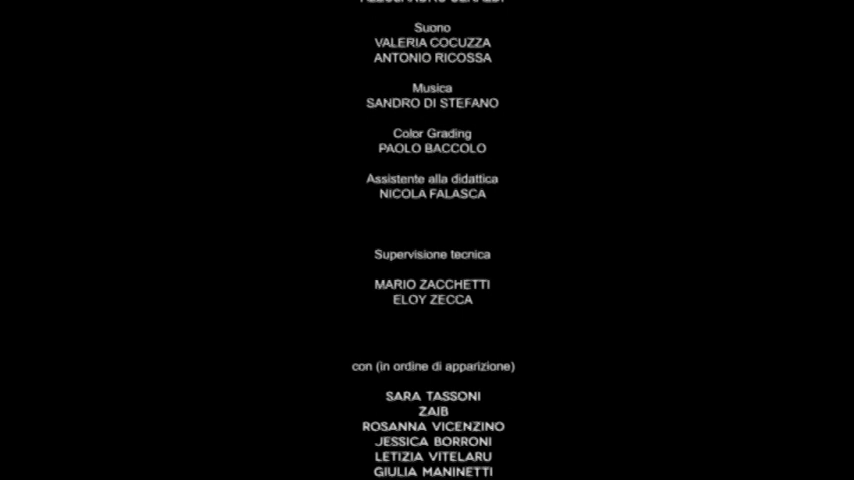 Suono
VALERIA COCUZZA
ANTONIO RICOSSA
Musica
SANDRO DI STEFANO
Color Grading
PAOLO BACCOLO
Assistente alla didattica
NICOLA FALASCA
Supervisione tecnica
MARIO ZACCHETTI
ELOY ZECCA
con (in ordine di apparizione)
SARA TASSONI
ZAIB
ROSANNA VICENZINO
JESSICA BORRONI
LETIZIA VITELARU
GIULIA MANINETTI